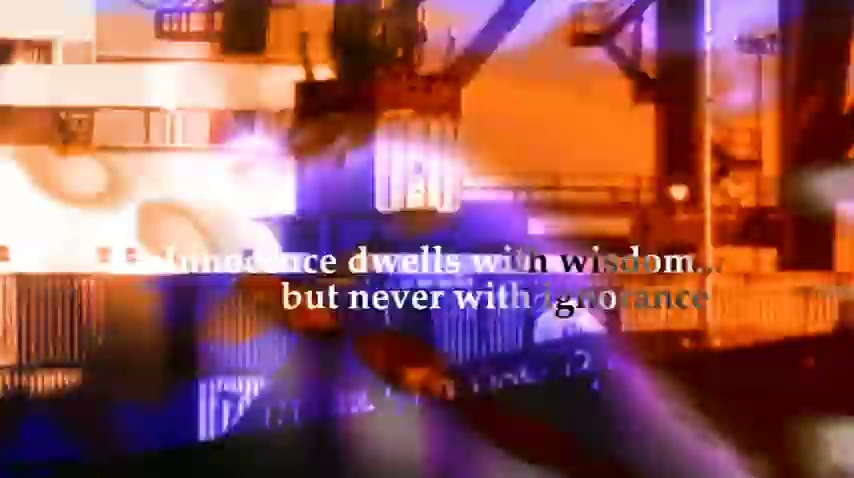 Innocence dwells with wisdom...
but never with ignorance